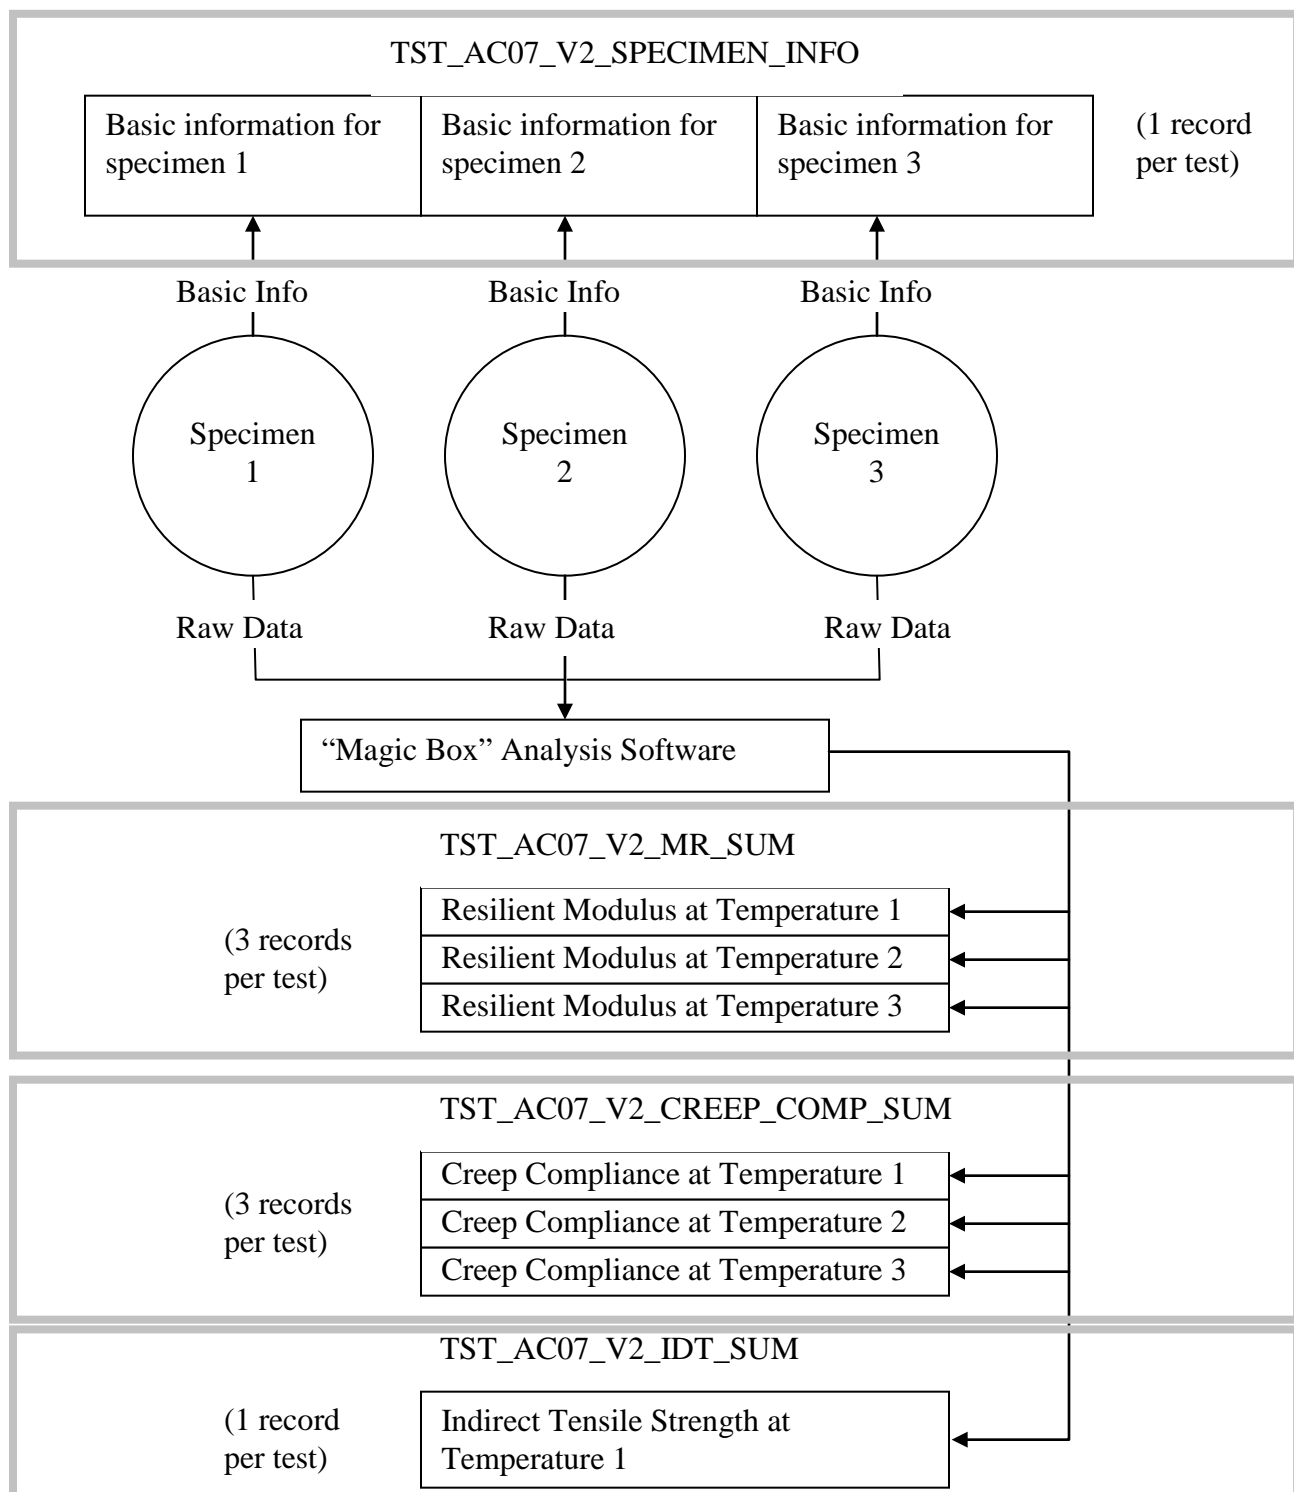 TST_AC07_V2_SPECIMEN_INFO
Basic information for
specimen 1
Basic information for
specimen 2
Basic information for
specimen 3
(1 record
per test)
Basic Info
Basic Info
Basic Info
Specimen
1
Specimen
2
Specimen
3
Raw Data
Raw Data
Raw Data
“Magic Box” Analysis Software
TST_AC07_V2_MR_SUM
(3 records
per test)
Resilient Modulus at Temperature 1
Resilient Modulus at Temperature 2
Resilient Modulus at Temperature 3
TST_AC07_V2_CREEP_COMP_SUM
(3 records
per test)
Creep Compliance at Temperature 1
Creep Compliance at Temperature 2
Creep Compliance at Temperature 3
TST_AC07_V2_IDT_SUM
(1 record
per test)
Indirect Tensile Strength at
Temperature 1